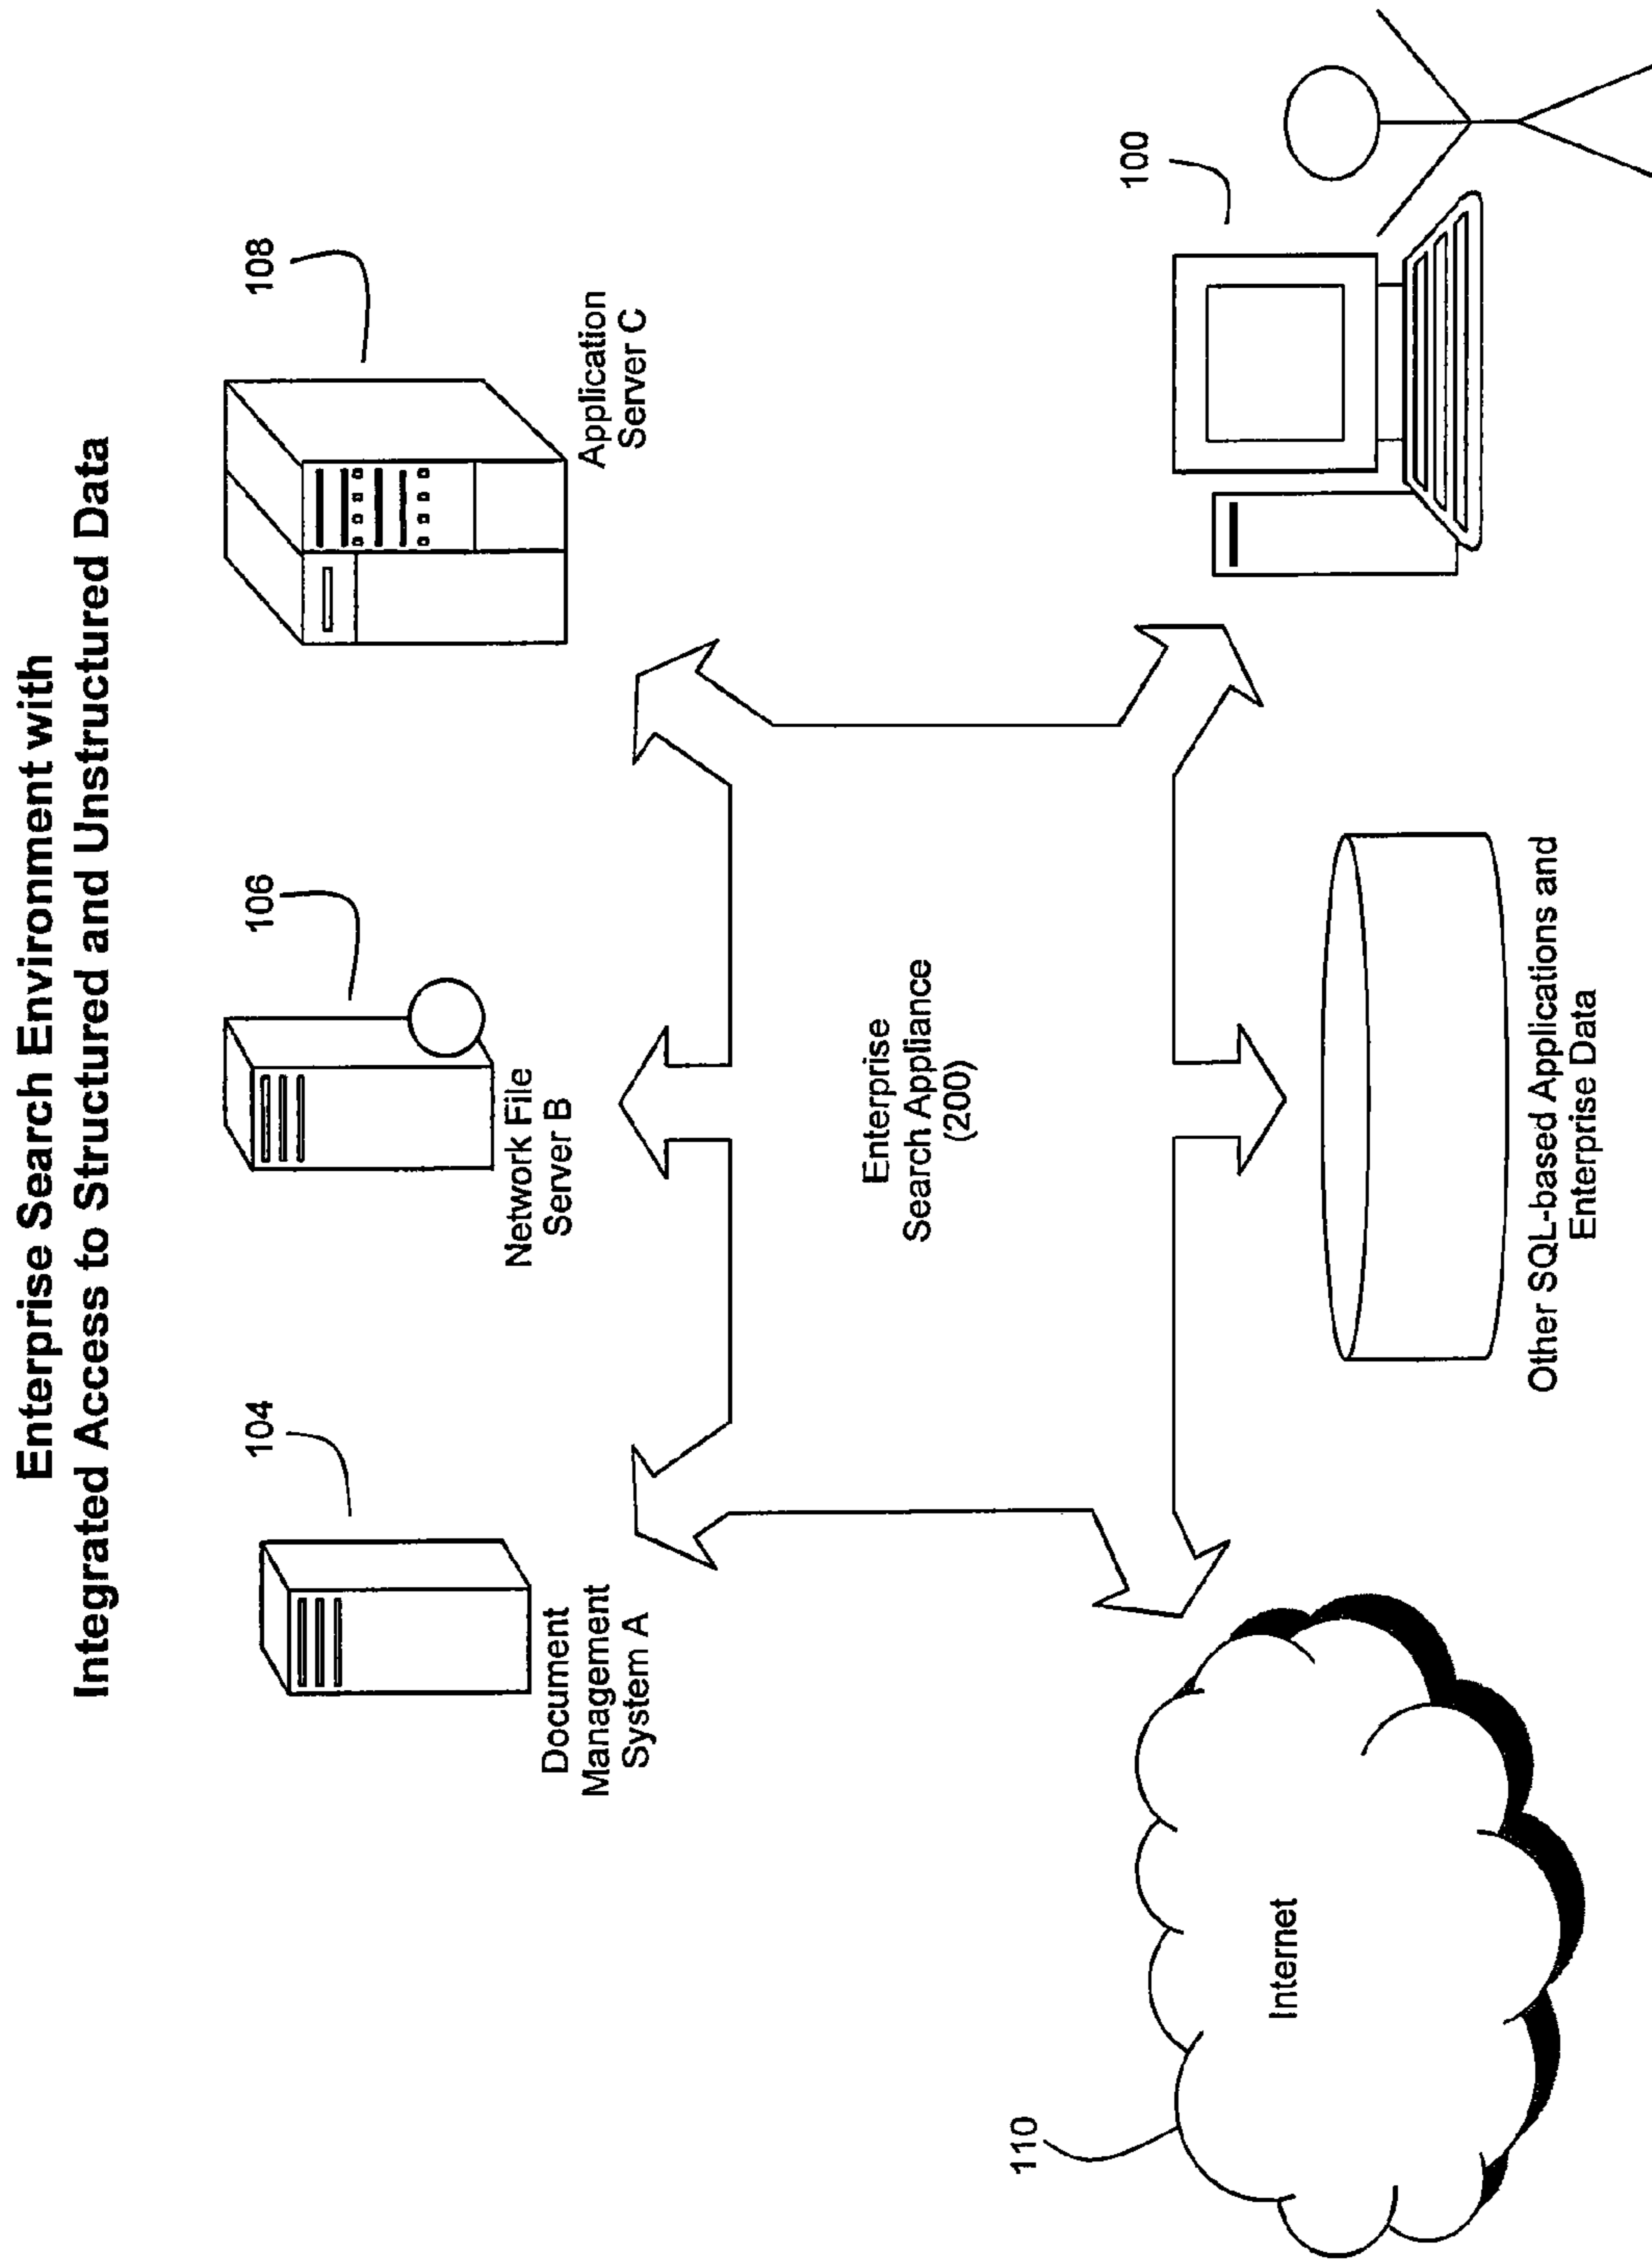 Enterprise Search Environment with
Integrated Access to Structured and Unstructured Data
104
106
108
Document
Management
System A
Network File
Server B
Application
Server C
Enterprise
Search Appliance
(200)
110
Internet
Other SQL-based Applications and
Enterprise Data
100